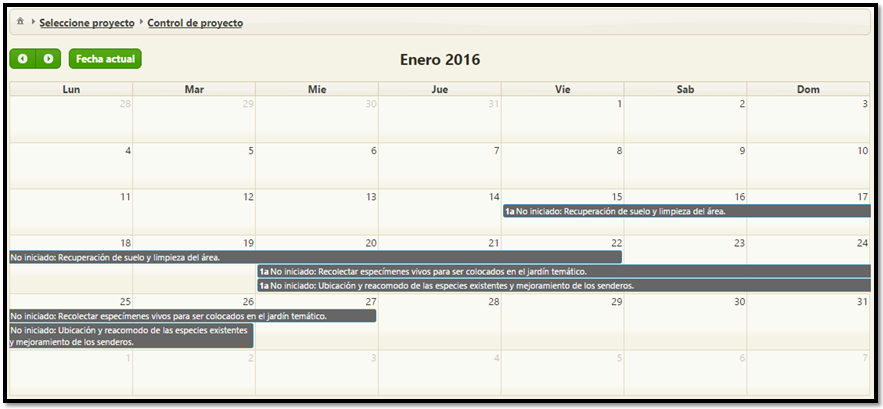 Seleccione proyecto Control de proyecto
Fecha actual
Enero 2016
Lun Mar Mie Jue Vie Sab Dom
28 29 30 31 1 2 3
4 5 6 7 8 9 10
11 12 13 14 15 16 17
1a No iniciado: Recuperación de suelo y limpieza del área.
18 19 20 21 22 23 24
No iniciado: Recuperación de suelo y limpieza del área.
1a No iniciado: Recolectar especímenes vivos para ser colocados en el jardín temático.
1a No iniciado: Ubicación y reacomodo de las especies existentes y mejoramiento de los senderos.
25 26 27 28 29 30 31
No iniciado: Recolectar especímenes vivos para ser colocados en el jardín temático.
No iniciado: Ubicación y reacomodo de las especies existentes
y mejoramiento de los senderos.
1 2 3 4 5 6 7